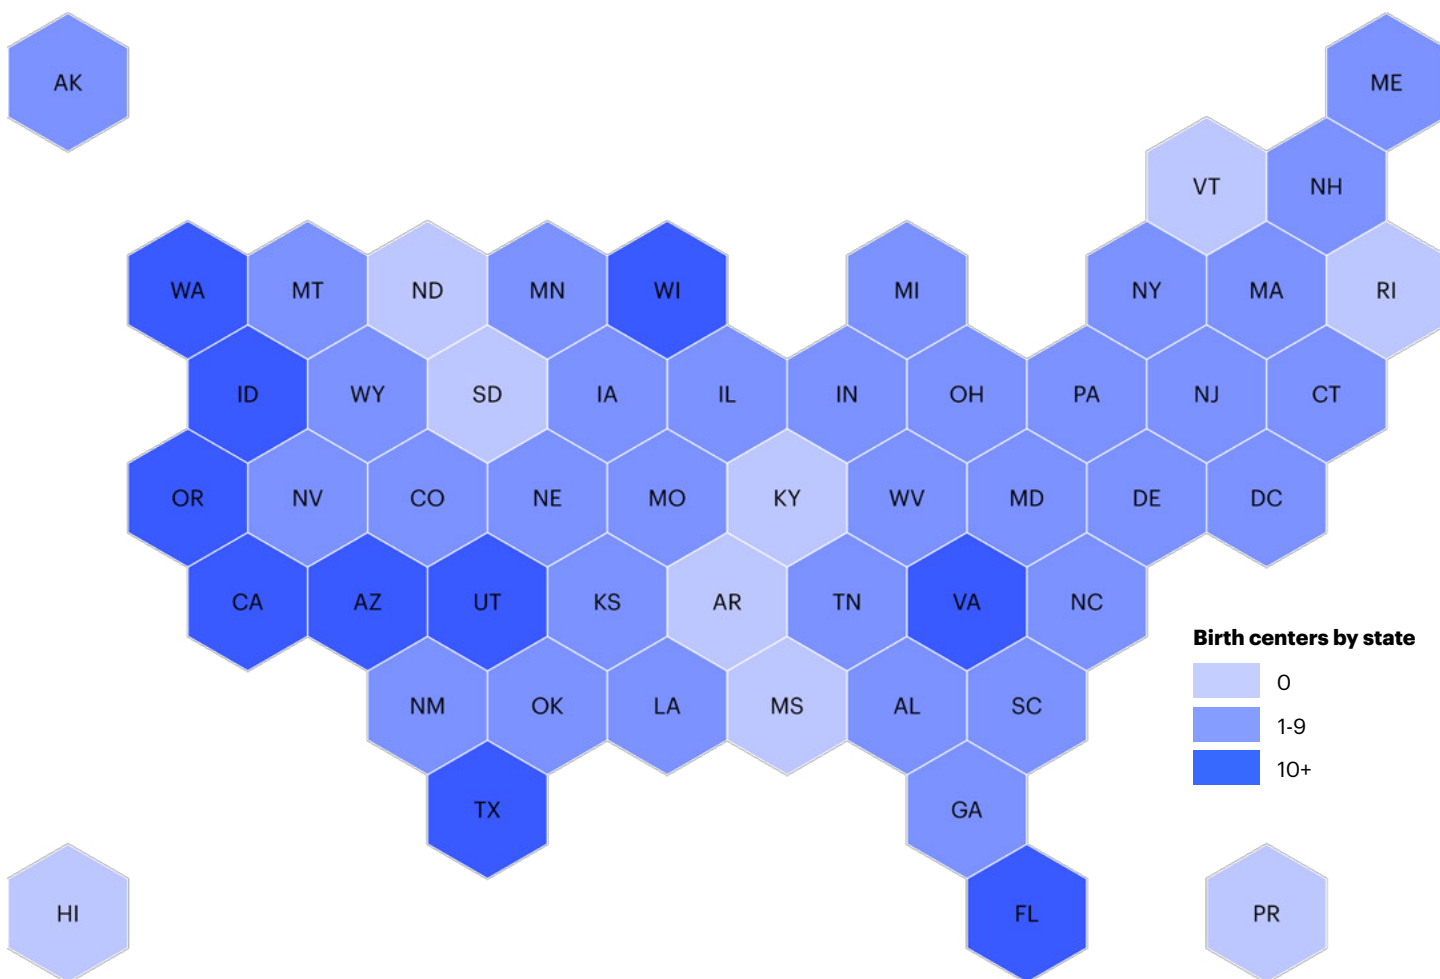 AK
ME
VT NH
WA MT ND MN WI MI NY MA RI
ID WY SD IA IL IN OH PA NJ CT
OR NV CO NE MO KY WV MD DE DC
CA AZ UT KS AR TN VA NC
NM OK LA MS AL SC
TX GA
HI FL PR
Birth centers by state
0
1-9
10+